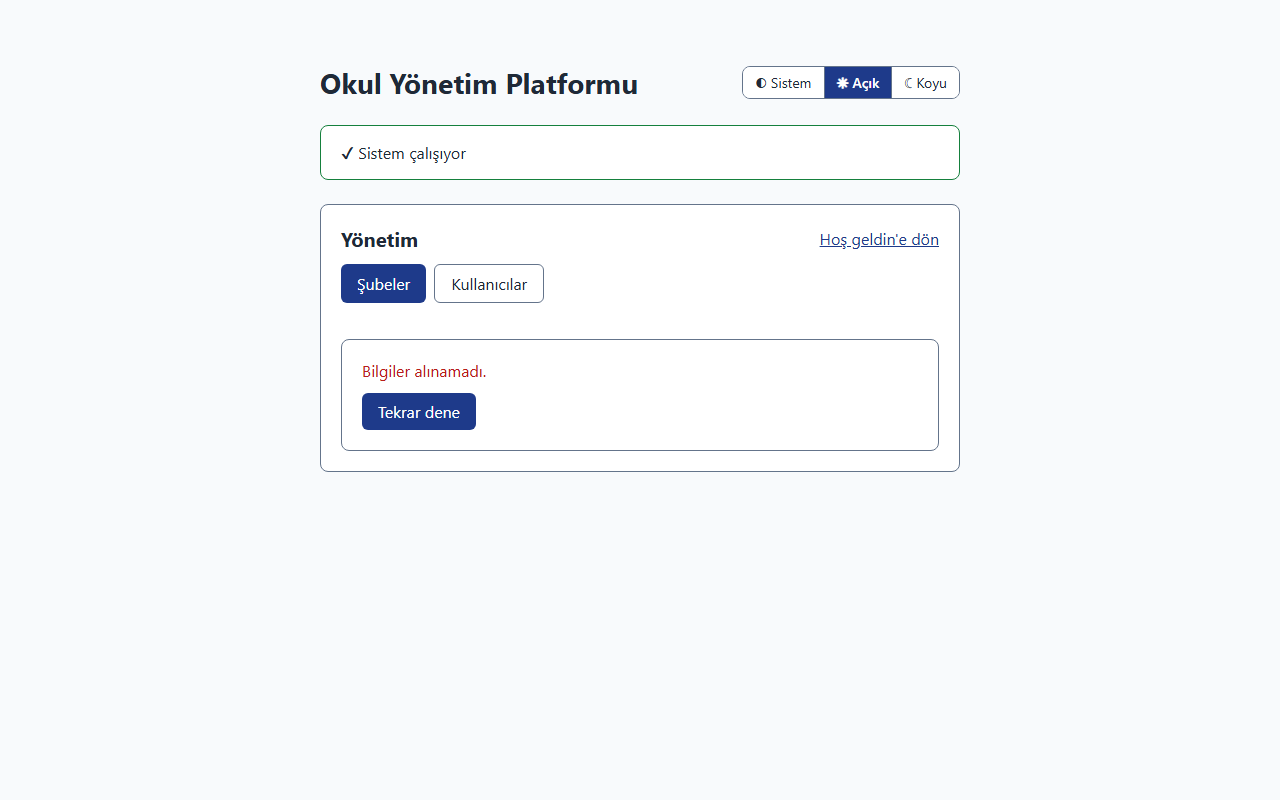 Okul Yönetim Platformu
◐ Sistem ☀ Açık ☾ Koyu
✓ Sistem çalışıyor
Yönetim
Hoş geldin'e dön
Şubeler Kullanıcılar
Bilgiler alınamadı.
Tekrar dene